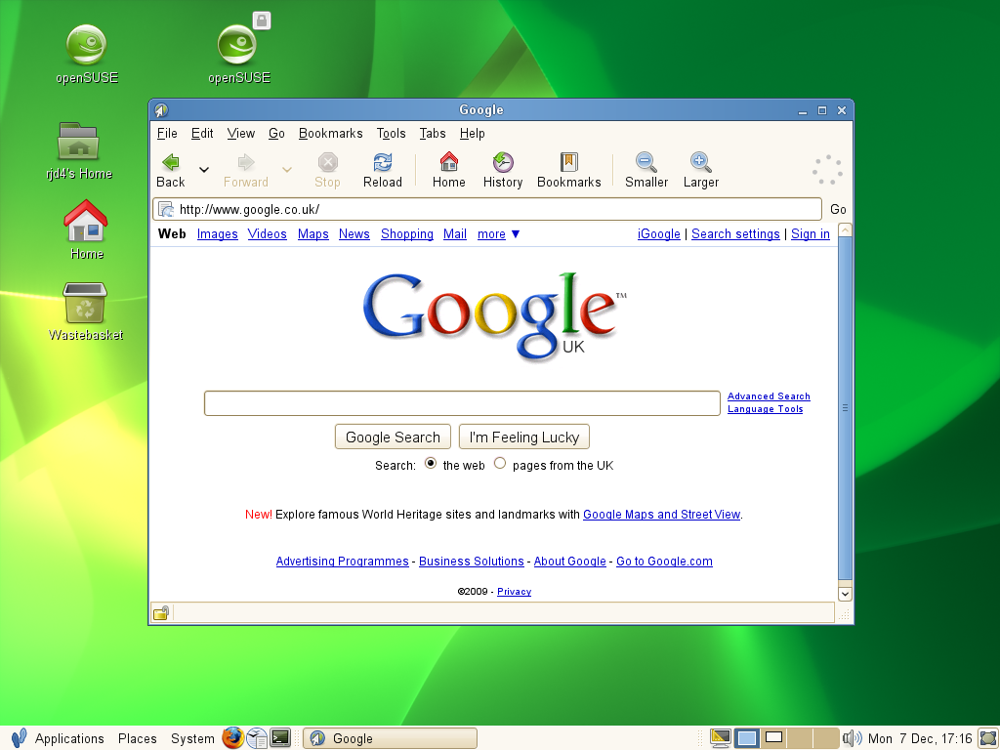 openSUSE
openSUSE
rjd4's Home
Home
Wastebasket
Google
File Edit View Go Bookmarks Tools Tabs Help
Back Forward Stop Reload Home History Bookmarks Smaller Larger
http://www.google.co.uk/ Go
Web Images Videos Maps News Shopping Mail more ▼ iGoogle | Search settings | Sign in
Google™
UK
Advanced Search
Language Tools
Google Search I'm Feeling Lucky
Search: the web pages from the UK
New! Explore famous World Heritage sites and landmarks with Google Maps and Street View.
Advertising Programmes - Business Solutions - About Google - Go to Google.com
©2009 - Privacy
Applications Places System Google Mon 7 Dec, 17:16